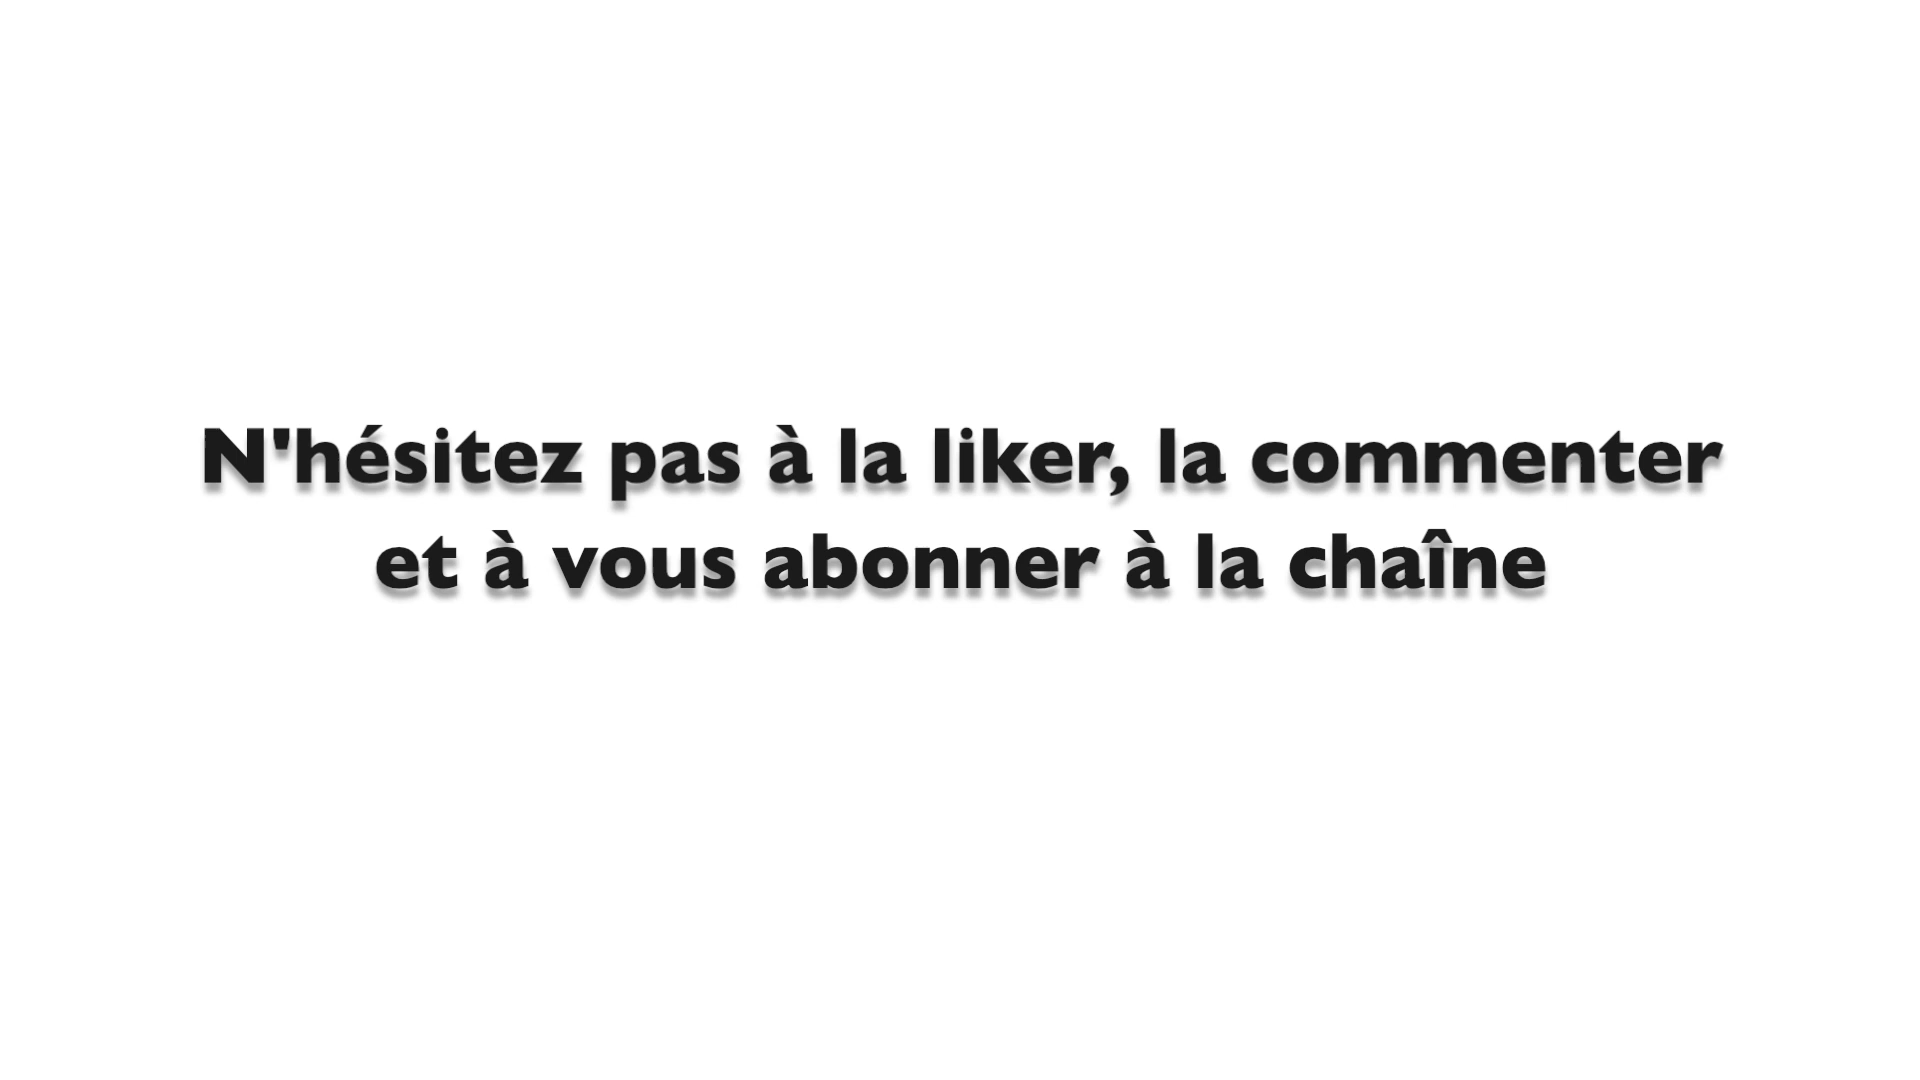 N'hésitez pas à la liker, la commenter
et à vous abonner à la chaîne